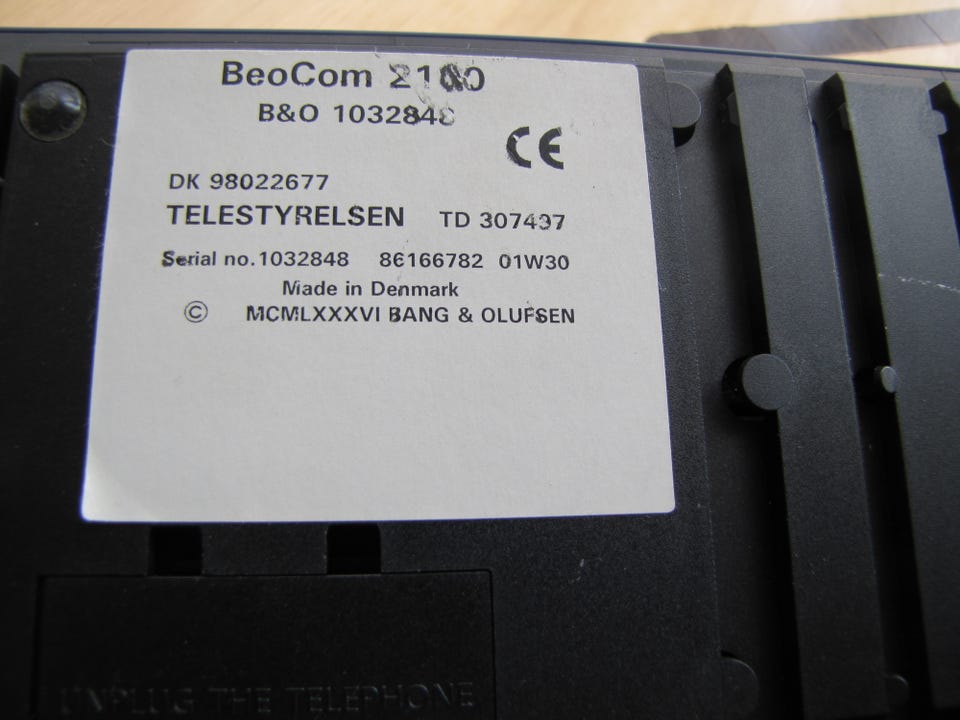 BeoCom
B&O 1032848
CE
DK 98022677
TELESTYRELSEN TD 307497
Serial no. 1032848 86166782 01W30
Made in Denmark
© MCMLXXXVI BANG & OLUFSEN
UNPLUG THE TELEPHONE